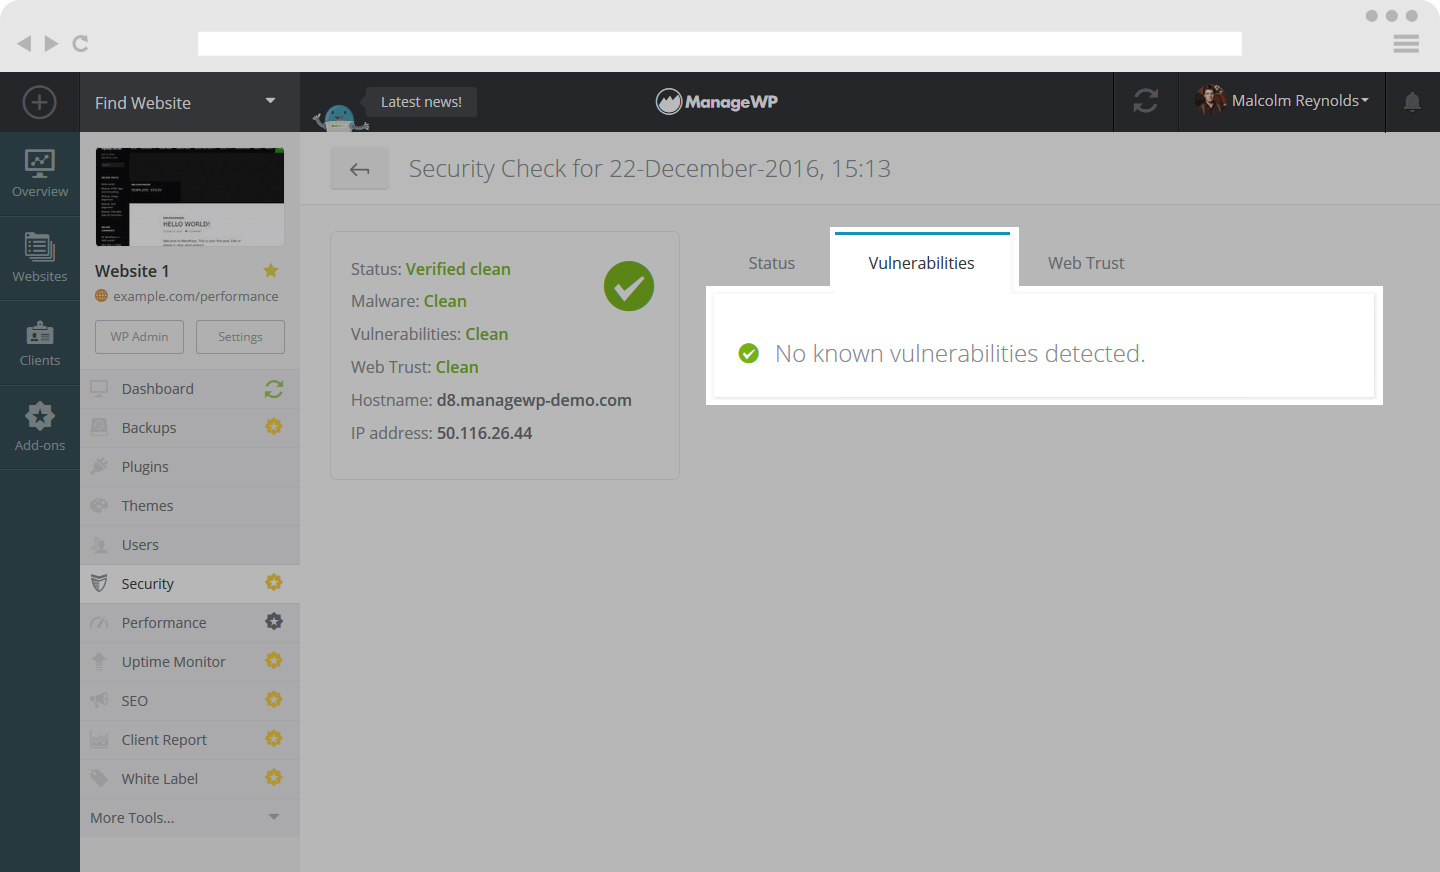 Find Website
Latest news!
ManageWP
Malcolm Reynolds
Overview
Websites
Clients
Add-ons
HELLO WORLD!
Website 1
example.com/performance
WP Admin
Settings
Dashboard
Backups
Plugins
Themes
Users
Security
Performance
Uptime Monitor
SEO
Client Report
White Label
More Tools...
Security Check for 22-December-2016, 15:13
Status: Verified clean
Malware: Clean
Vulnerabilities: Clean
Web Trust: Clean
Hostname: d8.managewp-demo.com
IP address: 50.116.26.44
Status
Vulnerabilities
Web Trust
No known vulnerabilities detected.